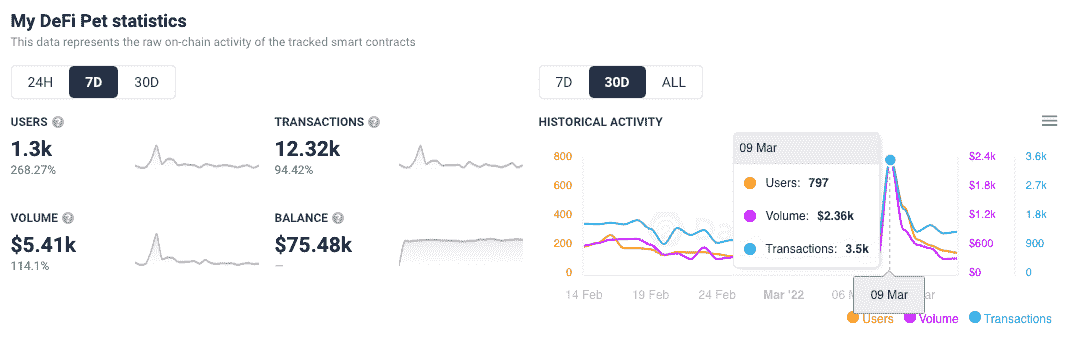 My DeFi Pet statistics
This data represents the raw on-chain activity of the tracked smart contracts
24H 7D 30D
USERS ?
1.3k
268.27%
TRANSACTIONS ?
12.32k
94.42%
VOLUME ?
$5.41k
114.1%
BALANCE ?
$75.48k
—
7D 30D ALL
HISTORICAL ACTIVITY
800
600
400
200
0
09 Mar
Users: 797
Volume: $2.36k
Transactions: 3.5k
$2.4k
$1.8k
$1.2k
$600
$0
3.6k
2.7k
1.8k
900
0
14 Feb 19 Feb 24 Feb Mar '22 06 09 Mar
Users Volume Transactions